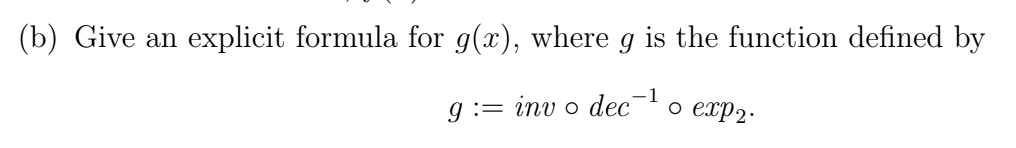 (b) Give an explicit formula for g(x), where g is the function defined by
g := inv ∘ dec⁻¹ ∘ exp₂.